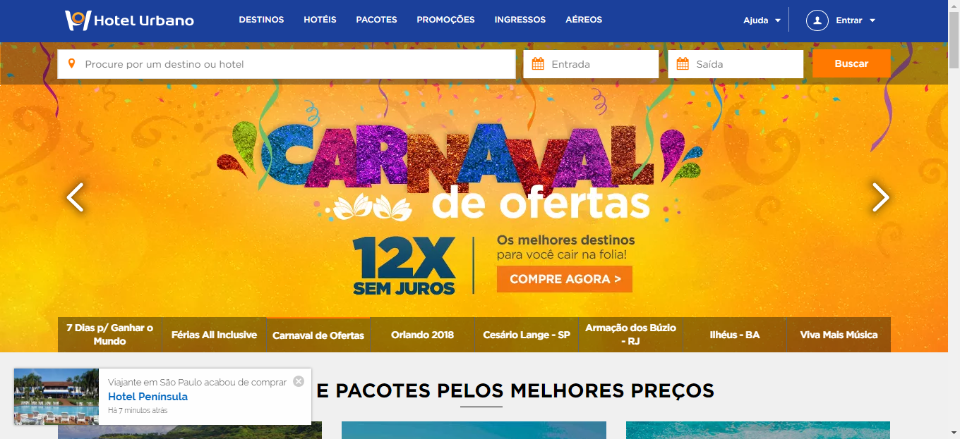 Hotel Urbano
DESTINOS HOTÉIS PACOTES PROMOÇÕES INGRESSOS AÉREOS
Ajuda Entrar
Procure por um destino ou hotel
Entrada
Saída
Buscar
CARNAVAL
de ofertas
12X
SEM JUROS
Os melhores destinos
para você cair na folia!
COMPRE AGORA >
7 Dias p/ Ganhar o
Mundo
Férias All Inclusive
Carnaval de Ofertas
Orlando 2018
Cesário Lange - SP
Armação dos Búzio
- RJ
Ilhéus - BA
Viva Mais Música
Viajante em São Paulo acabou de comprar
Hotel Península
Há 7 minutos atrás
E PACOTES PELOS MELHORES PREÇOS